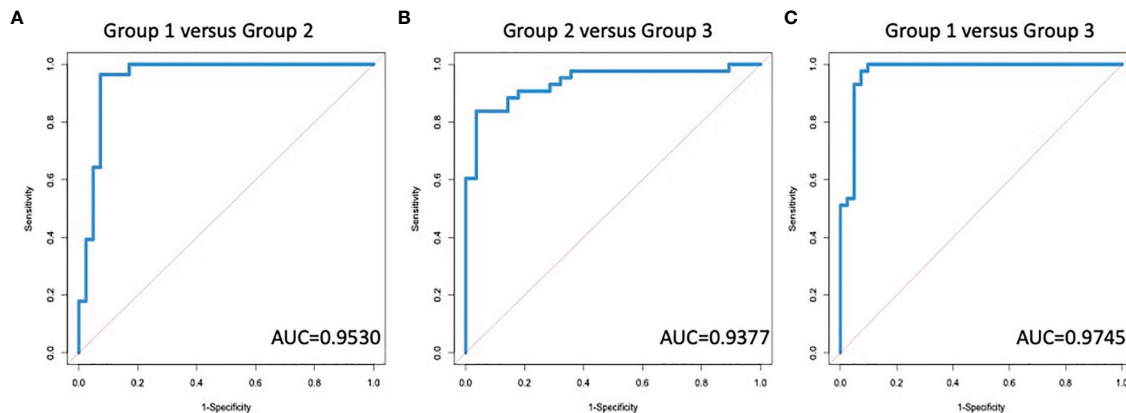 A
Group 1 versus Group 2
Sensitivity
1.0
0.8
0.6
0.4
0.2
0.0
AUC=0.9530
0.0 0.2 0.4 0.6 0.8 1.0
1-Specificity
B
Group 2 versus Group 3
Sensitivity
1.0
0.8
0.6
0.4
0.2
0.0
AUC=0.9377
0.0 0.2 0.4 0.6 0.8 1.0
1-Specificity
C
Group 1 versus Group 3
Sensitivity
1.0
0.8
0.6
0.4
0.2
0.0
AUC=0.9745
0.0 0.2 0.4 0.6 0.8 1.0
1-Specificity